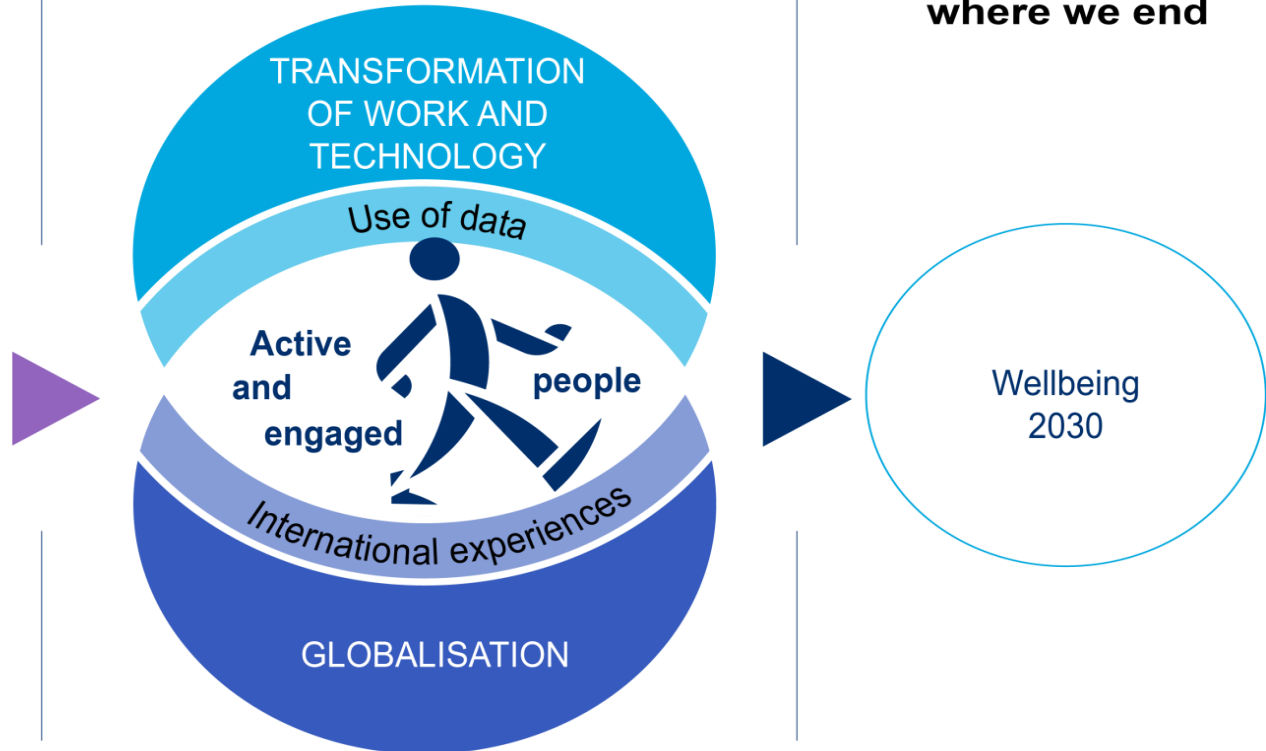 where we end
TRANSFORMATION
OF WORK AND
TECHNOLOGY
Use of data
Active
and
engaged
people
International experiences
GLOBALISATION
Wellbeing
2030